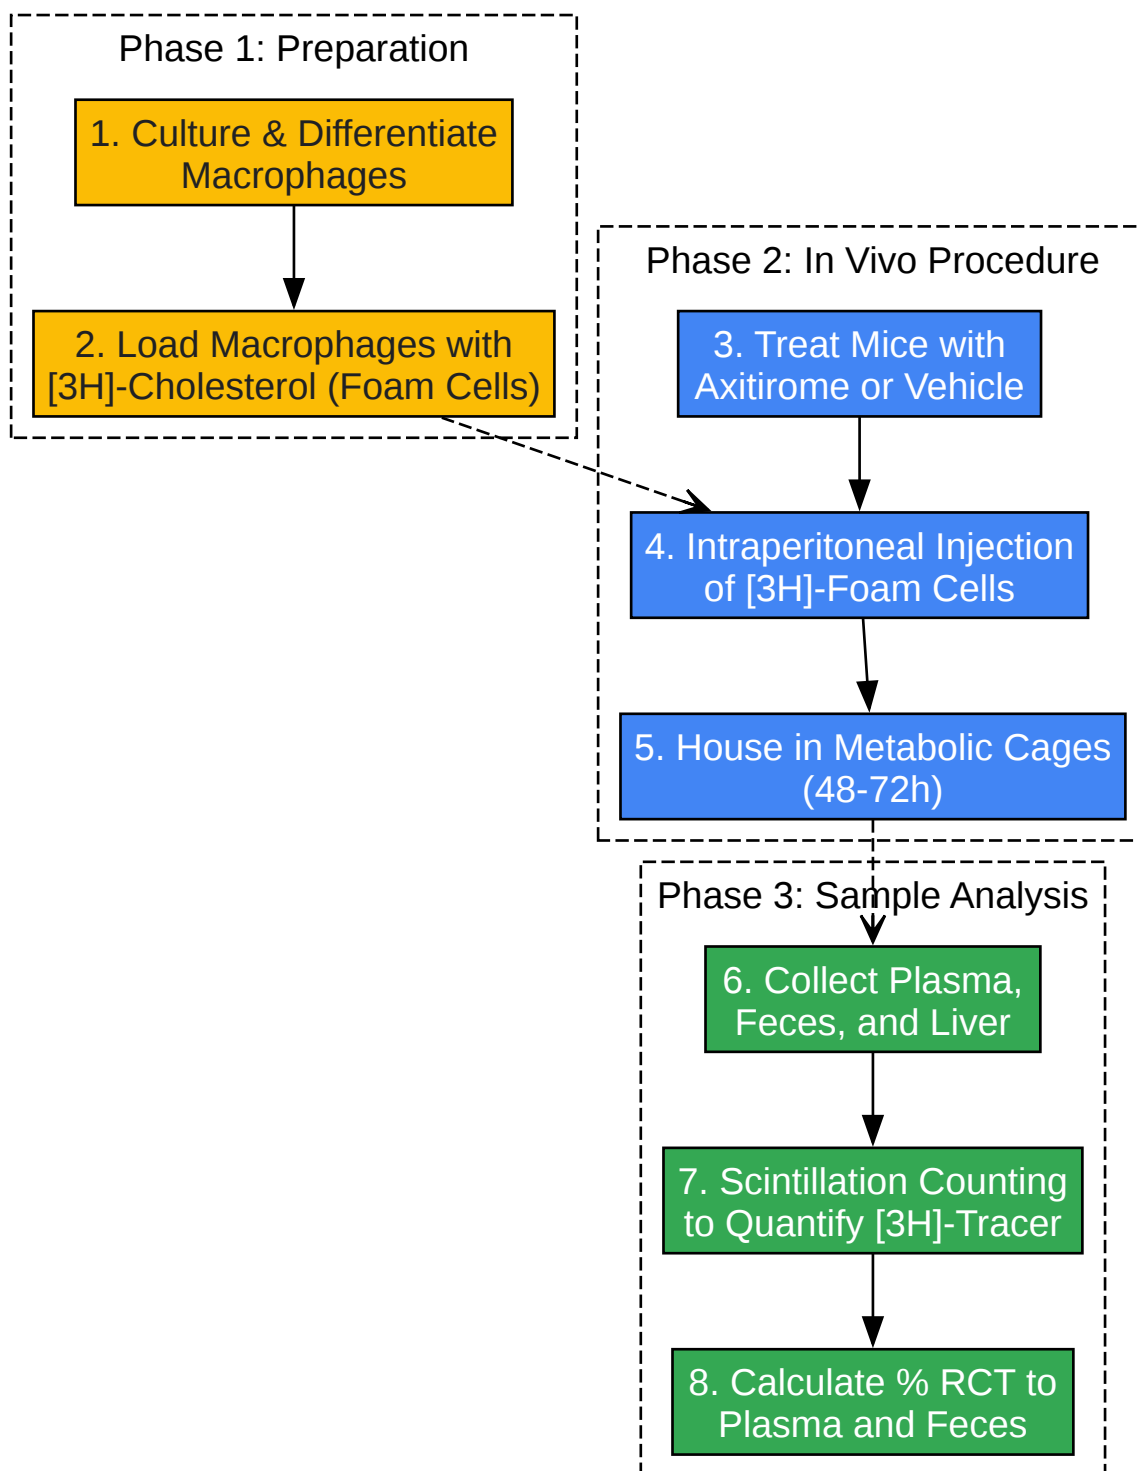 Phase 1: Preparation
1. Culture & Differentiate
Macrophages
2. Load Macrophages with
[3H]-Cholesterol (Foam Cells)
Phase 2: In Vivo Procedure
3. Treat Mice with
Axitirome or Vehicle
4. Intraperitoneal Injection
of [3H]-Foam Cells
5. House in Metabolic Cages
(48-72h)
Phase 3: Sample Analysis
6. Collect Plasma,
Feces, and Liver
7. Scintillation Counting
to Quantify [3H]-Tracer
8. Calculate % RCT to
Plasma and Feces